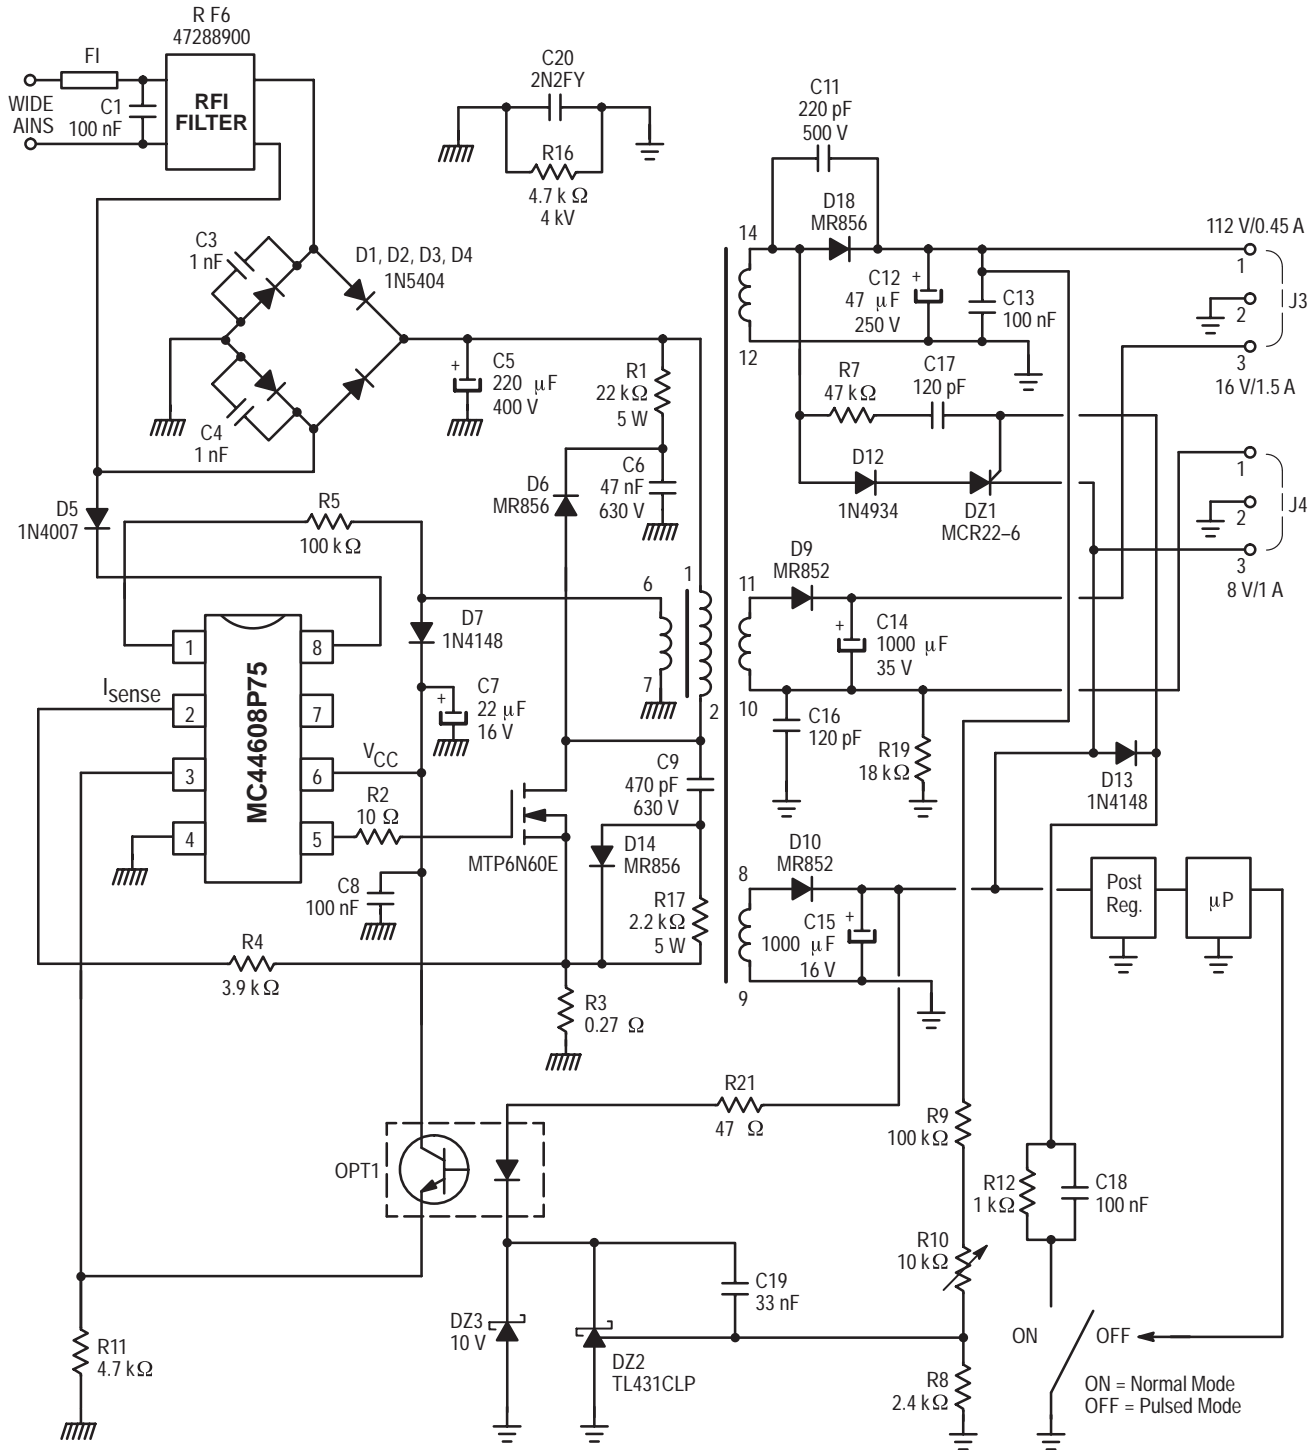 R F6
47288900
FI
WIDE
AINS
C1
100 nF
RFI
FILTER
C20
2N2FY
R16
4.7 k Ω
4 kV
C11
220 pF
500 V
D18
MR856
14
12
C12
47 µF
250 V
+
C13
100 nF
112 V/0.45 A
1
2
3
J3
16 V/1.5 A
C3
1 nF
D1, D2, D3, D4
1N5404
C4
1 nF
+
C5
220 µF
400 V
R1
22 kΩ
5 W
R7
47 kΩ
C17
120 pF
D12
1N4934
DZ1
MCR22–6
1
2
3
J4
8 V/1 A
D5
1N4007
R5
100 kΩ
D6
MR856
C6
47 nF
630 V
D7
1N4148
6
7
1
2
D9
MR852
11
10
+
C14
1000 µF
35 V
MC44608P75
1
2
3
4
8
7
6
5
Isense
VCC
+
C7
22 µF
16 V
C16
120 pF
R19
18 kΩ
D13
1N4148
R2
10 Ω
MTP6N60E
C9
470 pF
630 V
D14
MR856
R17
2.2 kΩ
5 W
C8
100 nF
D10
MR852
8
9
+
C15
1000 µF
16 V
Post
Reg.
µP
R4
3.9 kΩ
R3
0.27 Ω
R21
47 Ω
OPT1
R9
100 kΩ
R12
1 kΩ
C18
100 nF
R10
10 kΩ
C19
33 nF
DZ3
10 V
DZ2
TL431CLP
R11
4.7 kΩ
R8
2.4 kΩ
ON
OFF
ON = Normal Mode
OFF = Pulsed Mode